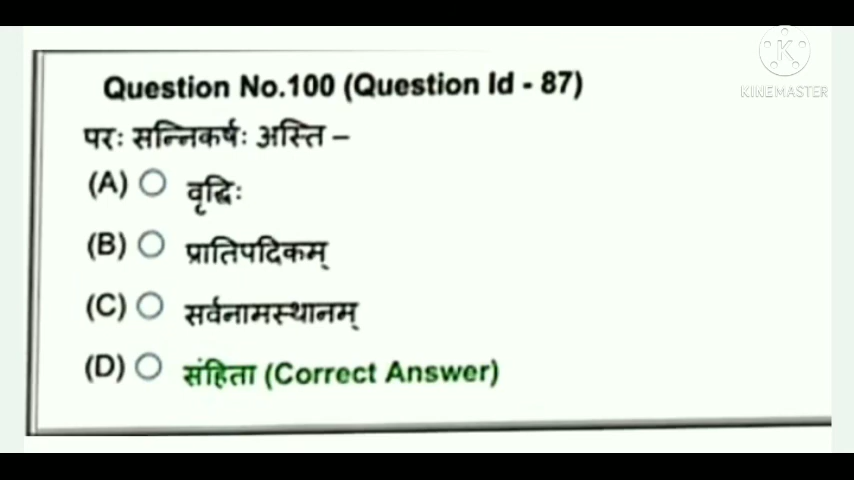 KINEMASTER
Question No.100 (Question Id - 87)
परः सन्निकर्षः अस्ति –
(A) वृद्धिः
(B) प्रातिपदिकम्
(C) सर्वनामस्थानम्
(D) संहिता (Correct Answer)